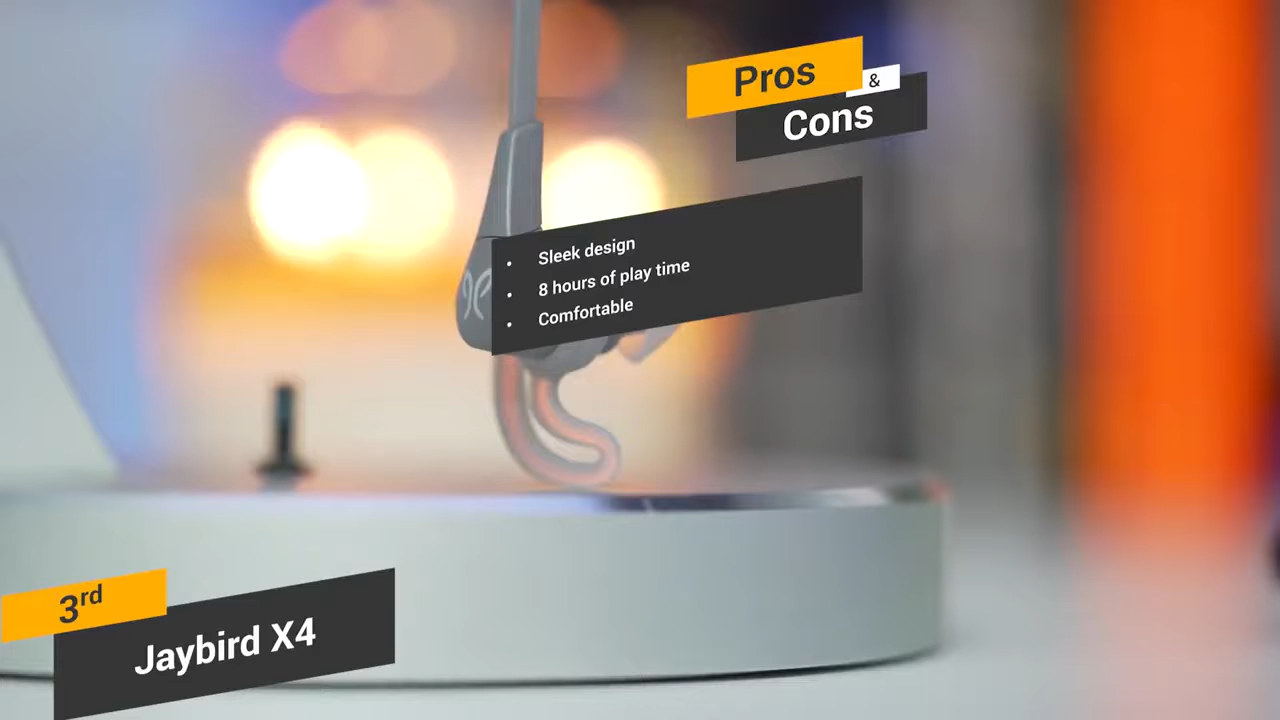 Pros
&
Cons
• Sleek design
• 8 hours of play time
• Comfortable
3rd
Jaybird X4